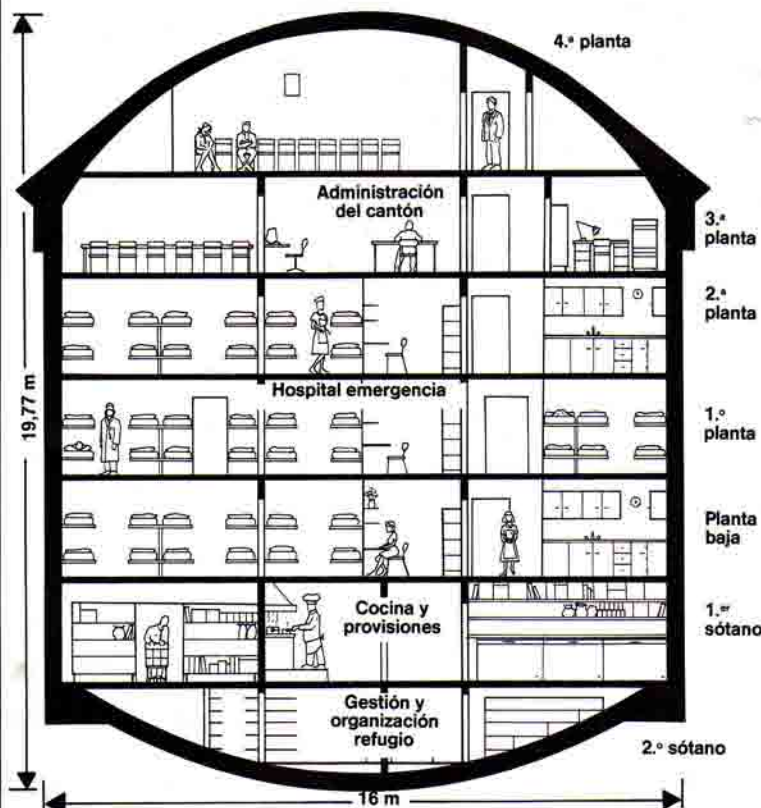 4.ª planta
Administración
del cantón
3.ª
planta
2.ª
planta
Hospital emergencia
1.º
planta
19,77 m
Planta
baja
Cocina y
provisiones
1.er
sótano
Gestión y
organización
refugio
2.º sótano
16 m